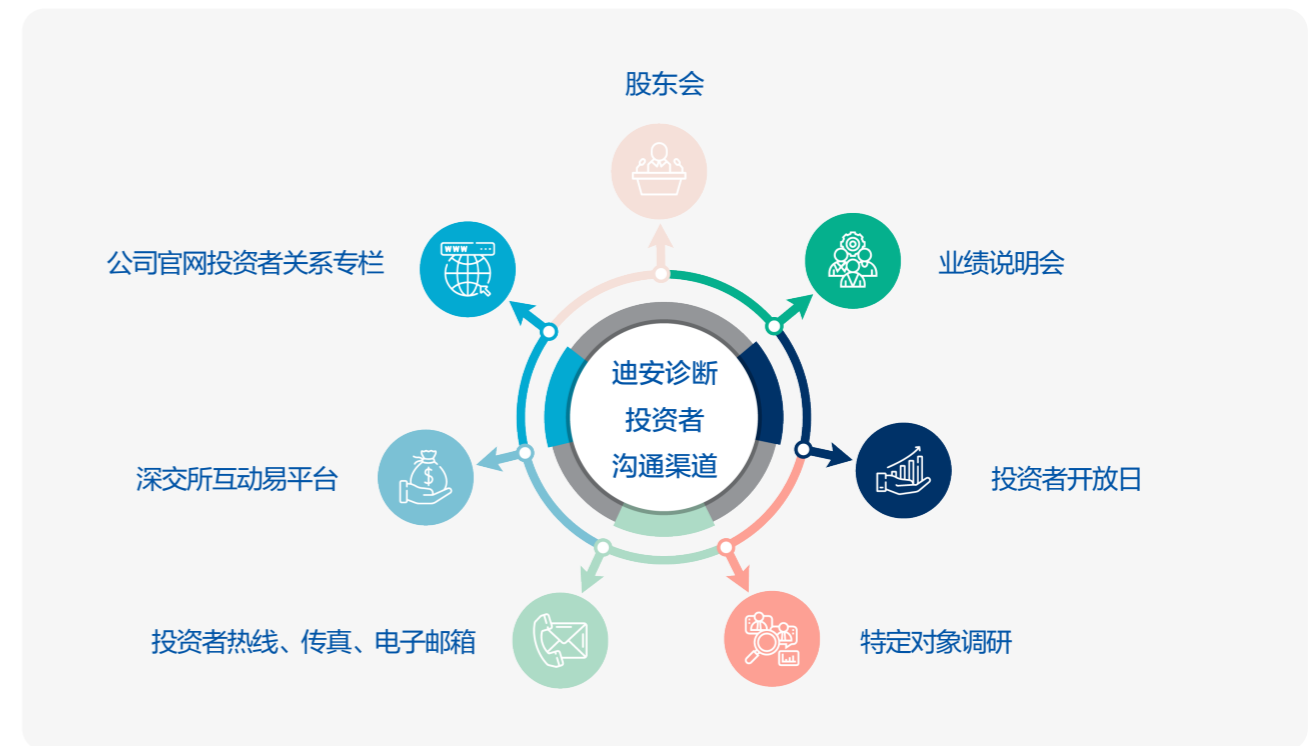 股东会
公司官网投资者关系专栏
WWW
业绩说明会
迪安诊断
投资者
沟通渠道
深交所互动易平台
$
投资者开放日
投资者热线、传真、电子邮箱
特定对象调研